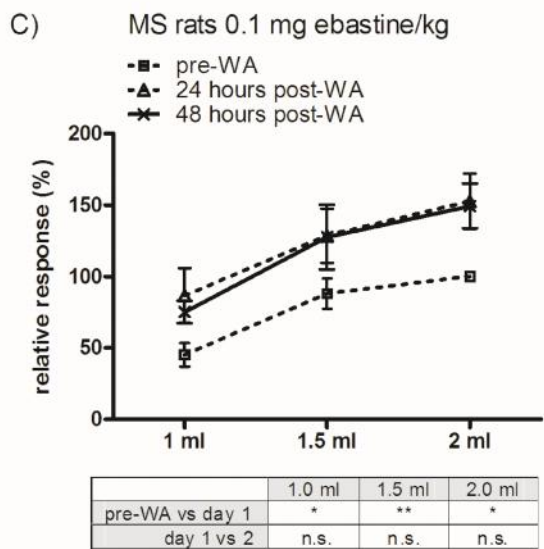 C) MS rats 0.1 mg ebastine/kg
pre-WA
24 hours post-WA
48 hours post-WA
200
150
100
50
0
relative response (%)
1 ml 1.5 ml 2 ml
1.0 ml 1.5 ml 2.0 ml
pre-WA vs day 1 * ** *
day 1 vs 2 n.s. n.s. n.s.